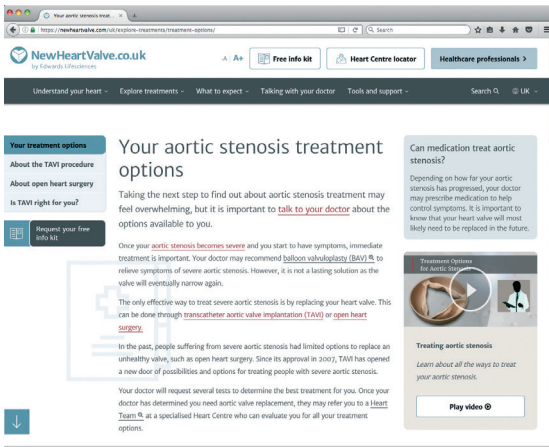 Your aortic stenosis treat...
https://newheartvalve.com/uk/explore-treatments/treatment-options/
Search
NewHeartValve.co.uk
by Edwards Lifesciences
A A+
Free info kit
Heart Centre locator
Healthcare professionals >
Understand your heart
Explore treatments
What to expect
Talking with your doctor
Tools and support
Search
UK
Your treatment options
About the TAVI procedure
About open heart surgery
Is TAVI right for you?
Request your free
info kit
Your aortic stenosis treatment
options
Taking the next step to find out about aortic stenosis treatment may
feel overwhelming, but it is important to talk to your doctor about the
options available to you.
Once your aortic stenosis becomes severe and you start to have symptoms, immediate
treatment is important. Your doctor may recommend balloon valvuloplasty (BAV) to
relieve symptoms of severe aortic stenosis. However, it is not a lasting solution as the
valve will eventually narrow again.
The only effective way to treat severe aortic stenosis is by replacing your heart valve. This
can be done through transcatheter aortic valve implantation (TAVI) or open heart
surgery.
In the past, people suffering from severe aortic stenosis had limited options to replace an
unhealthy valve, such as open heart surgery. Since its approval in 2007, TAVI has opened
a new door of possibilities and options for treating people with severe aortic stenosis.
Your doctor will request several tests to determine the best treatment for you. Once your
doctor has determined you need aortic valve replacement, they may refer you to a Heart
Team at a specialised Heart Centre who can evaluate you for all your treatment
options.
Can medication treat aortic
stenosis?
Depending on how far your aortic
stenosis has progressed, your doctor
may prescribe medication to help
control symptoms. It is important to
know that your heart valve will most
likely need to be replaced in the future.
Treatment Options
for Aortic Stenosis
Treating aortic stenosis
Learn about all the ways to treat
your aortic stenosis.
Play video